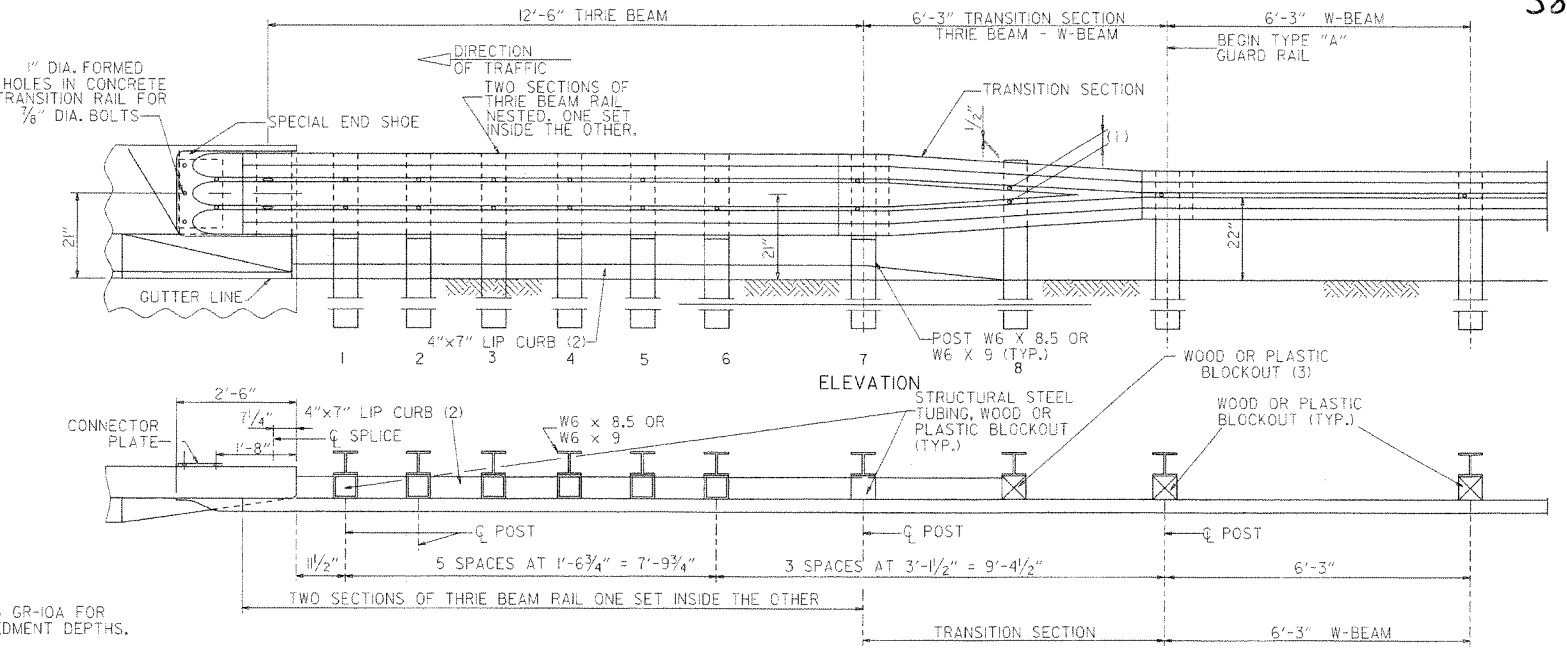 38
12'-6" THRIE BEAM
6'-3" TRANSITION SECTION
THRIE BEAM - W-BEAM
6'-3" W-BEAM
BEGIN TYPE "A"
GUARD RAIL
DIRECTION
OF TRAFFIC
1" DIA. FORMED
HOLES IN CONCRETE
TRANSITION RAIL FOR
7/8" DIA. BOLTS
SPECIAL END SHOE
TWO SECTIONS OF
THRIE BEAM RAIL
NESTED. ONE SET
INSIDE THE OTHER.
TRANSITION SECTION
1/2"
(1)
21"
21"
22"
GUTTER LINE
4"x7" LIP CURB (2)
POST W6 X 8.5 OR
W6 X 9 (TYP.)
1
2
3
4
5
6
7
8
ELEVATION
WOOD OR PLASTIC
BLOCKOUT (3)
2'-6"
7 1/4"
4"x7" LIP CURB (2)
℄ SPLICE
1'-8"
CONNECTOR
PLATE
W6 x 8.5 OR
W6 x 9
STRUCTURAL STEEL
TUBING, WOOD OR
PLASTIC BLOCKOUT
(TYP.)
WOOD OR PLASTIC
BLOCKOUT (TYP.)
℄ POST
℄ POST
℄ POST
11 1/2"
5 SPACES AT 1'-6 3/4" = 7'-9 3/4"
3 SPACES AT 3'-1 1/2" = 9'-4 1/2"
6'-3"
TWO SECTIONS OF THRIE BEAM RAIL ONE SET INSIDE THE OTHER
GR-10A FOR
EDMENT DEPTHS.
TRANSITION SECTION
6'-3" W-BEAM